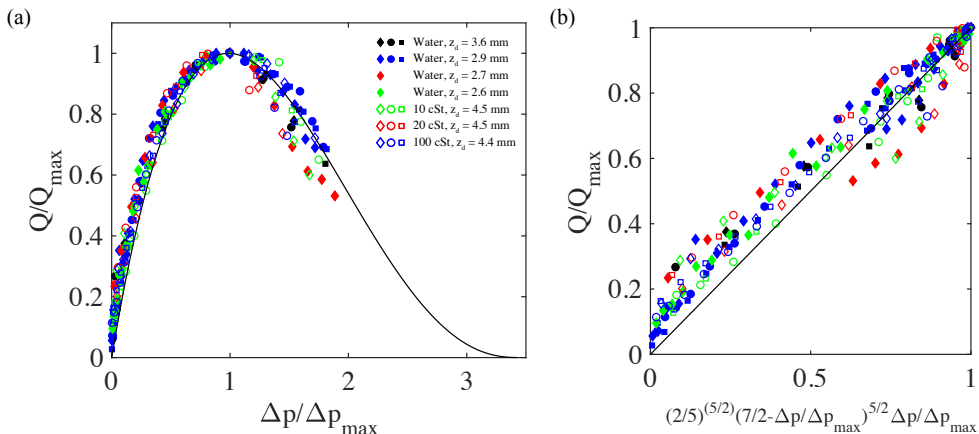 (a)
Q/Q_max
1
0.8
0.6
0.4
0.2
0
0
1
2
3
Δp/Δp_max
Water, z_d = 3.6 mm
Water, z_d = 2.9 mm
Water, z_d = 2.7 mm
Water, z_d = 2.6 mm
10 cSt, z_d = 4.5 mm
20 cSt, z_d = 4.5 mm
100 cSt, z_d = 4.4 mm
(b)
Q/Q_max
1
0.8
0.6
0.4
0.2
0
0
0.5
1
(2/5)^(5/2)(7/2-Δp/Δp_max)^5/2 Δp/Δp_max